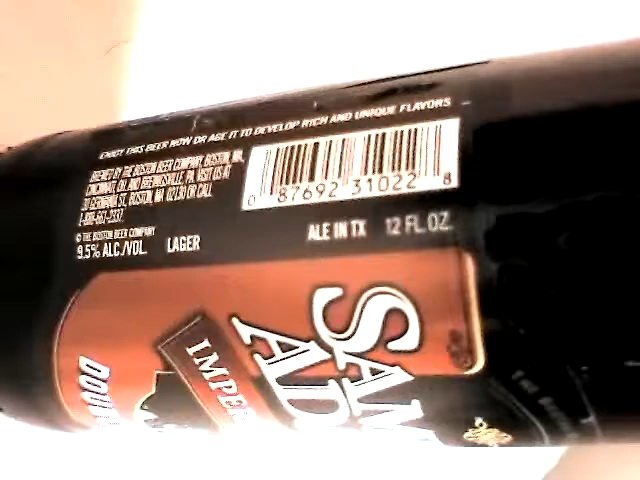 ENJOY THIS BEER NOW OR AGE IT TO DEVELOP RICH AND UNIQUE FLAVORS
BREWED BY THE BOSTON BEER COMPANY, BOSTON, MA,
CINCINNATI, OH. AND BREINIGSVILLE, PA. VISIT US AT
30 GERMANIA ST., BOSTON, MA 02130 OR CALL
1-888-661-2337.
© THE BOSTON BEER COMPANY
9.5% ALC./VOL. LAGER
0 87692 31022 8
ALE IN TX 12 FL. OZ.
SAM
AD
IMPER
DOU